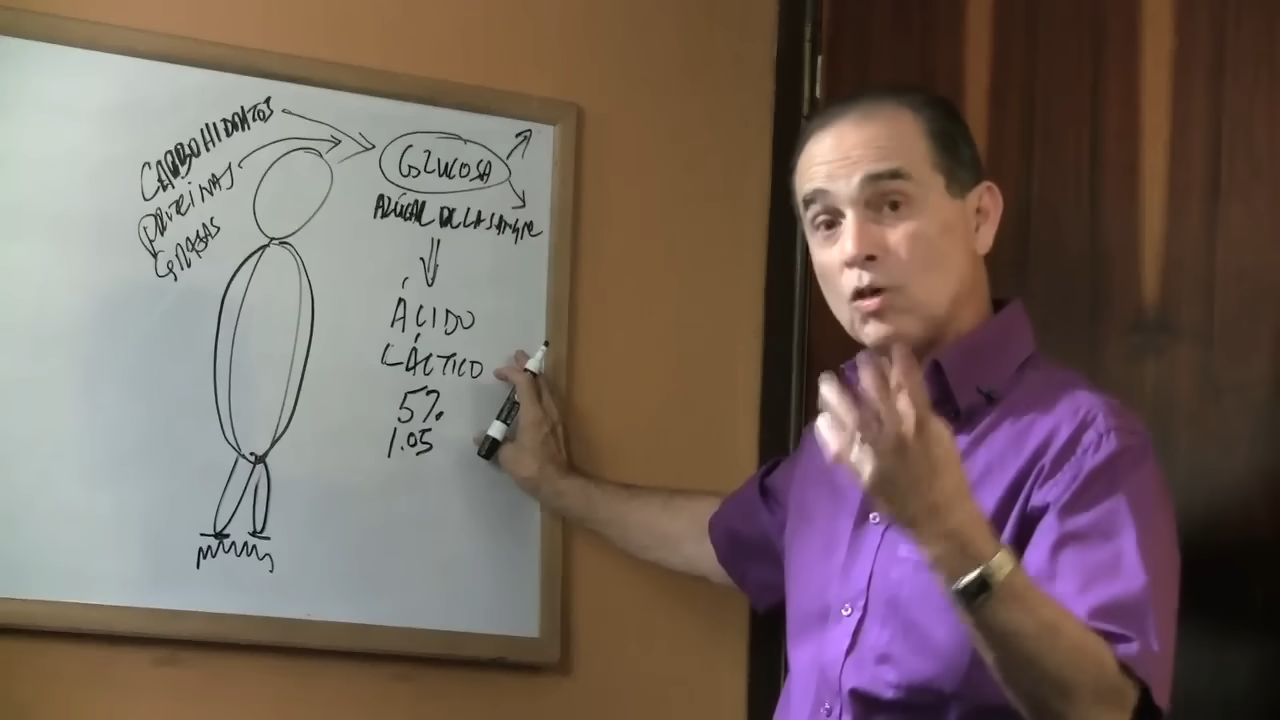 CARBOHIDRATOS
PROTEINAS
GRASAS
GLUCOSA
AZÚCAR DE LA SANGRE
ÁCIDO
LÁCTICO
5%
1.05